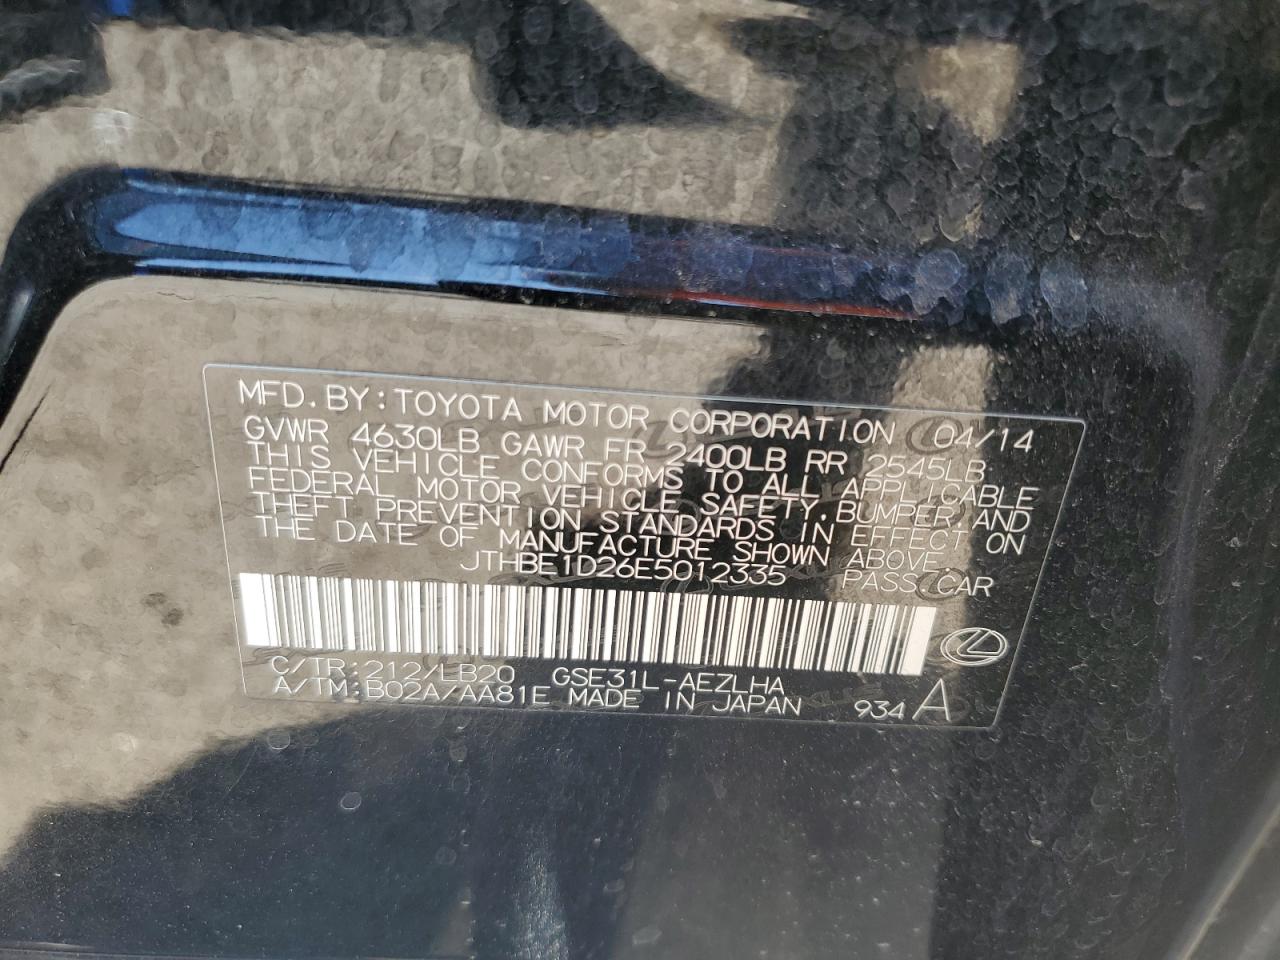 MFD. BY: TOYOTA MOTOR CORPORATION 04/14
GVWR 4630LB GAWR FR 2400LB RR 2545LB
THIS VEHICLE CONFORMS TO ALL APPLICABLE
FEDERAL MOTOR VEHICLE SAFETY, BUMPER, AND
THEFT PREVENTION STANDARDS IN EFFECT ON
THE DATE OF MANUFACTURE SHOWN ABOVE.
JTHBE1D26E5012335 PASS CAR
C/TR:212/LB20 GSE31L-AEZLHA
A/TM:B02A/AA81E MADE IN JAPAN 934 A